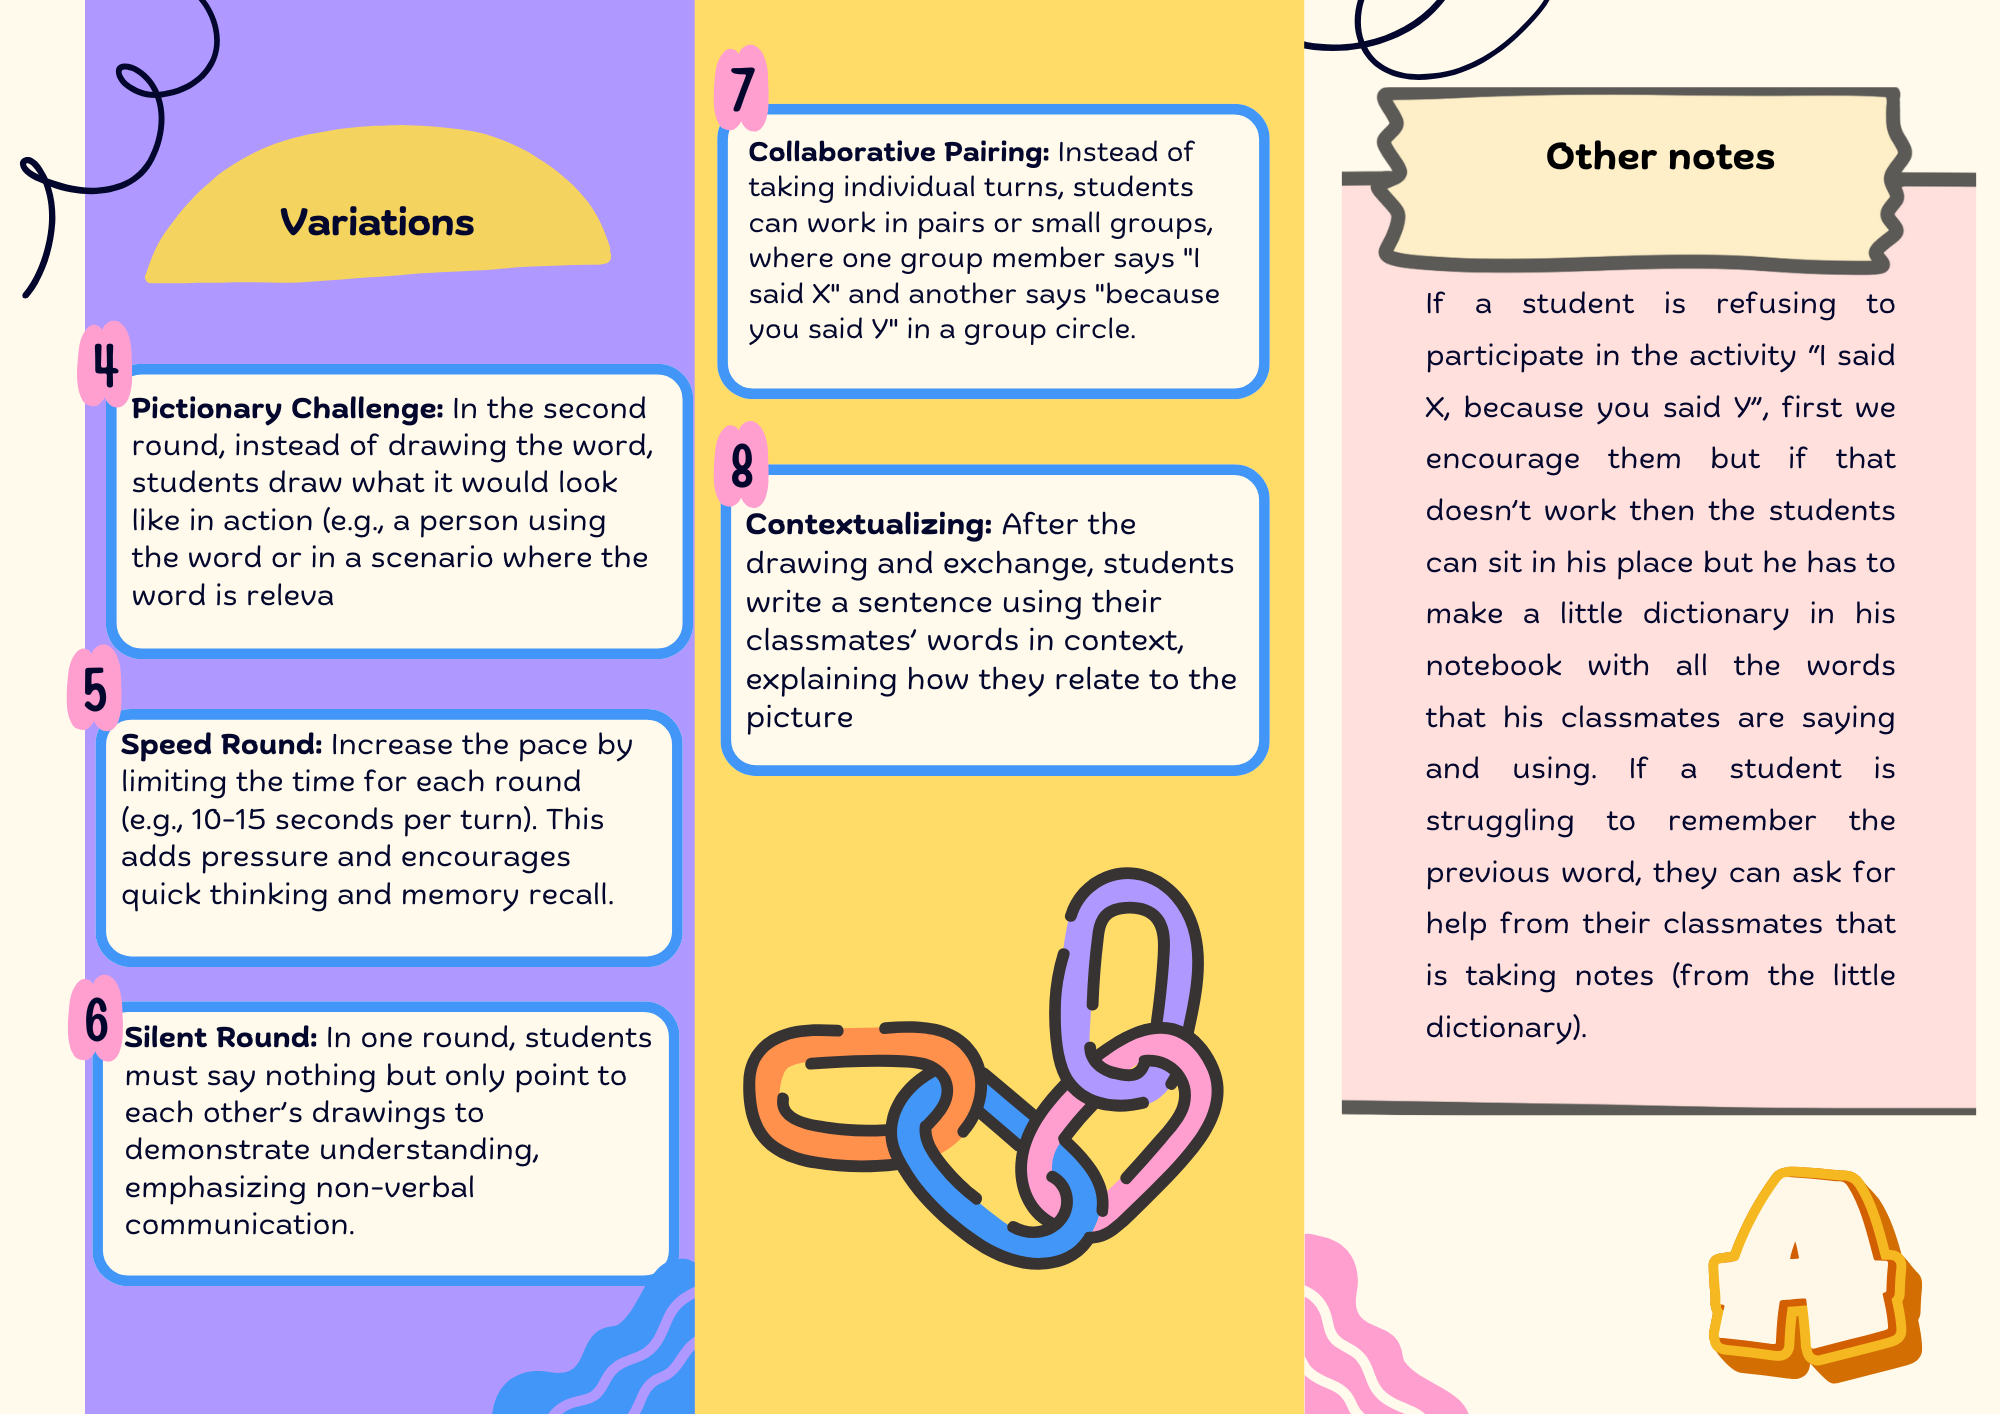 Variations
4
Pictionary Challenge: In the second
round, instead of drawing the word,
students draw what it would look
like in action (e.g., a person using
the word or in a scenario where the
word is releva
5
Speed Round: Increase the pace by
limiting the time for each round
(e.g., 10-15 seconds per turn). This
adds pressure and encourages
quick thinking and memory recall.
6
Silent Round: In one round, students
must say nothing but only point to
each other's drawings to
demonstrate understanding,
emphasizing non-verbal
communication.
7
Collaborative Pairing: Instead of
taking individual turns, students
can work in pairs or small groups,
where one group member says "I
said X" and another says "because
you said Y" in a group circle.
8
Contextualizing: After the
drawing and exchange, students
write a sentence using their
classmates' words in context,
explaining how they relate to the
picture
Other notes
If a student is refusing to
participate in the activity "I said
X, because you said Y", first we
encourage them but if that
doesn't work then the students
can sit in his place but he has to
make a little dictionary in his
notebook with all the words
that his classmates are saying
and using. If a student is
struggling to remember the
previous word, they can ask for
help from their classmates that
is taking notes (from the little
dictionary).
A